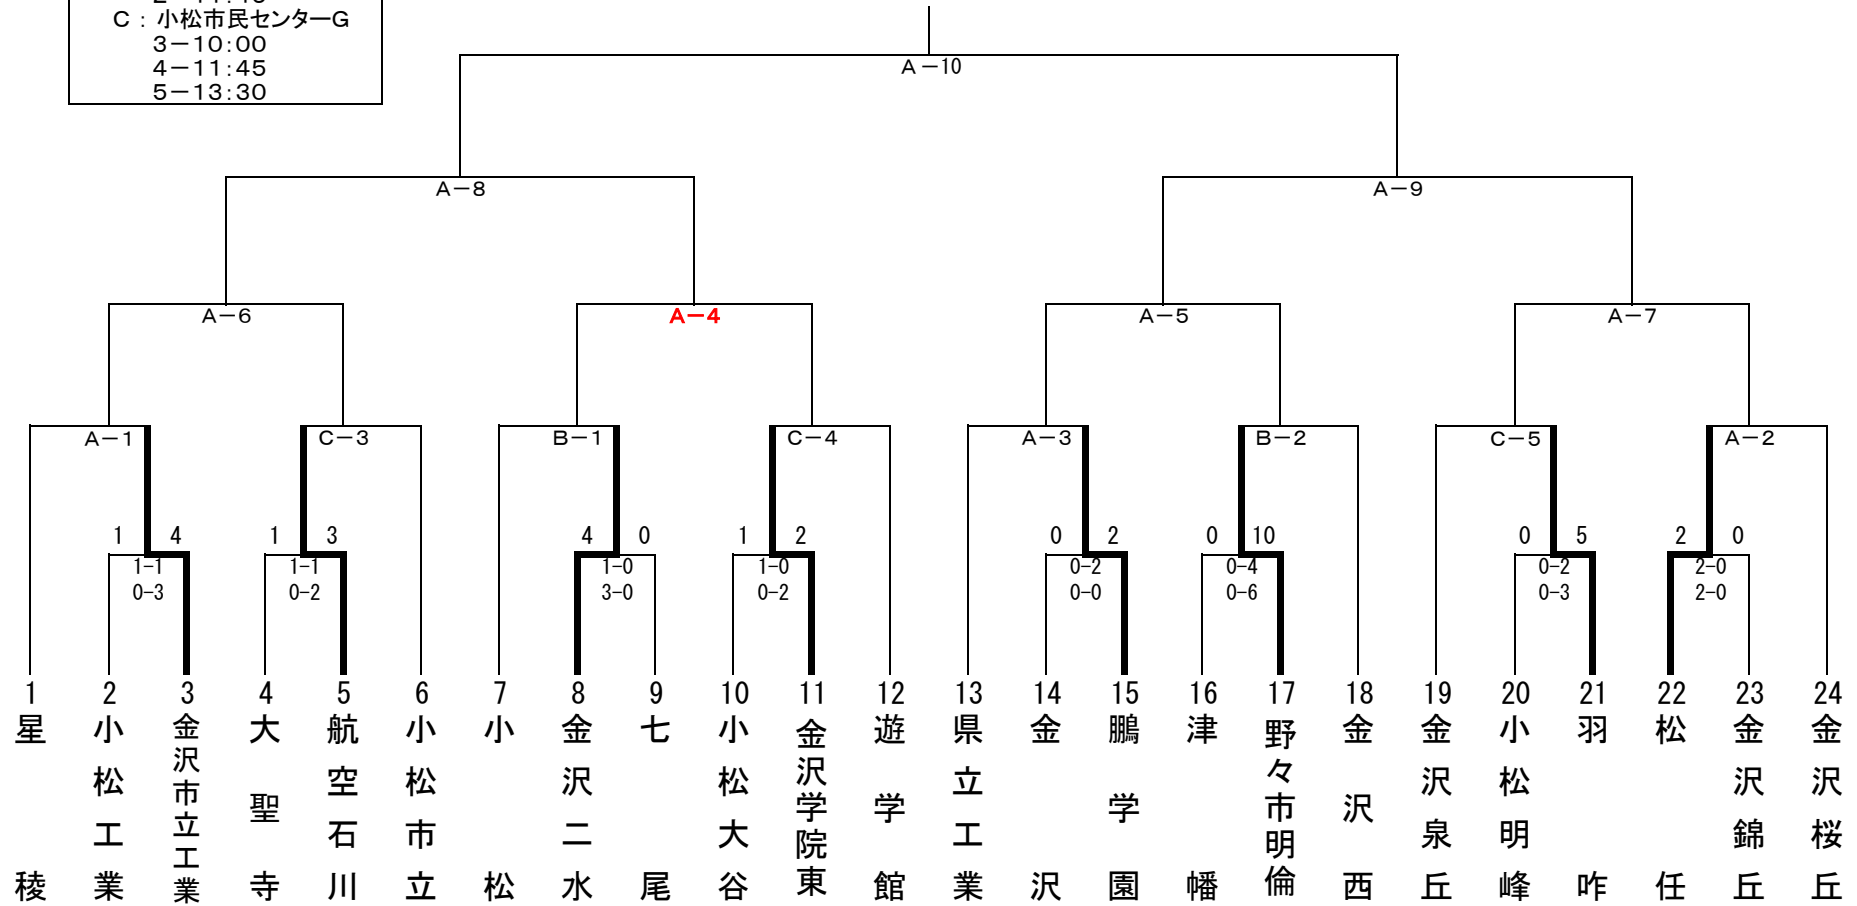 C：小松市民センターG
3－10:00
4－11:45
5－13:30
A－10
A－8
A－9
A－6
A－4
A－5
A－7
A－1
C－3
B－1
C－4
A－3
B－2
C－5
A－2
1 4 1 3 4 0 1 2 0 2 0 10 0 5 2 0
1-1 1-1 1-0 1-0 0-2 0-4 0-2 2-0
0-3 0-2 3-0 0-2 0-0 0-6 0-3 2-0
1 2 3 4 5 6 7 8 9 10 11 12 13 14 15 16 17 18 19 20 21 22 23 24
星稜
小松工業
金沢市立工業
大聖寺
航空石川
小松市立
小松
金沢二水
七尾
小松大谷
金沢学院東
遊学館
県立工業
金沢
鵬学園
津幡
野々市明倫
金沢西
金沢泉丘
小松明峰
羽咋
松任
金沢錦丘
金沢桜丘